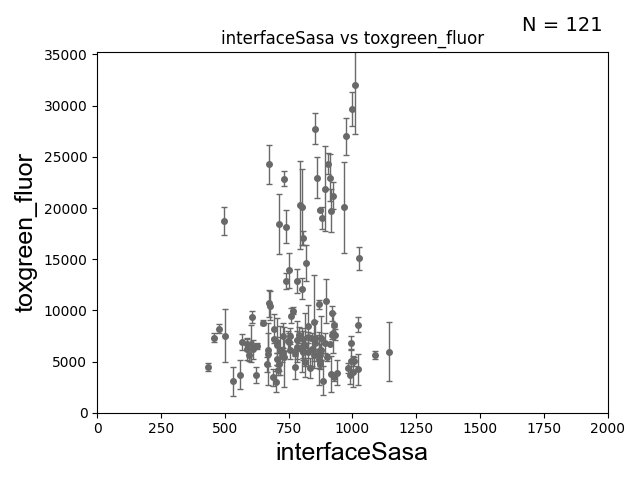 N = 121
interfaceSasa vs toxgreen_fluor
35000
30000
25000
20000
15000
10000
5000
0
toxgreen_fluor
0 250 500 750 1000 1250 1500 1750 2000
interfaceSasa